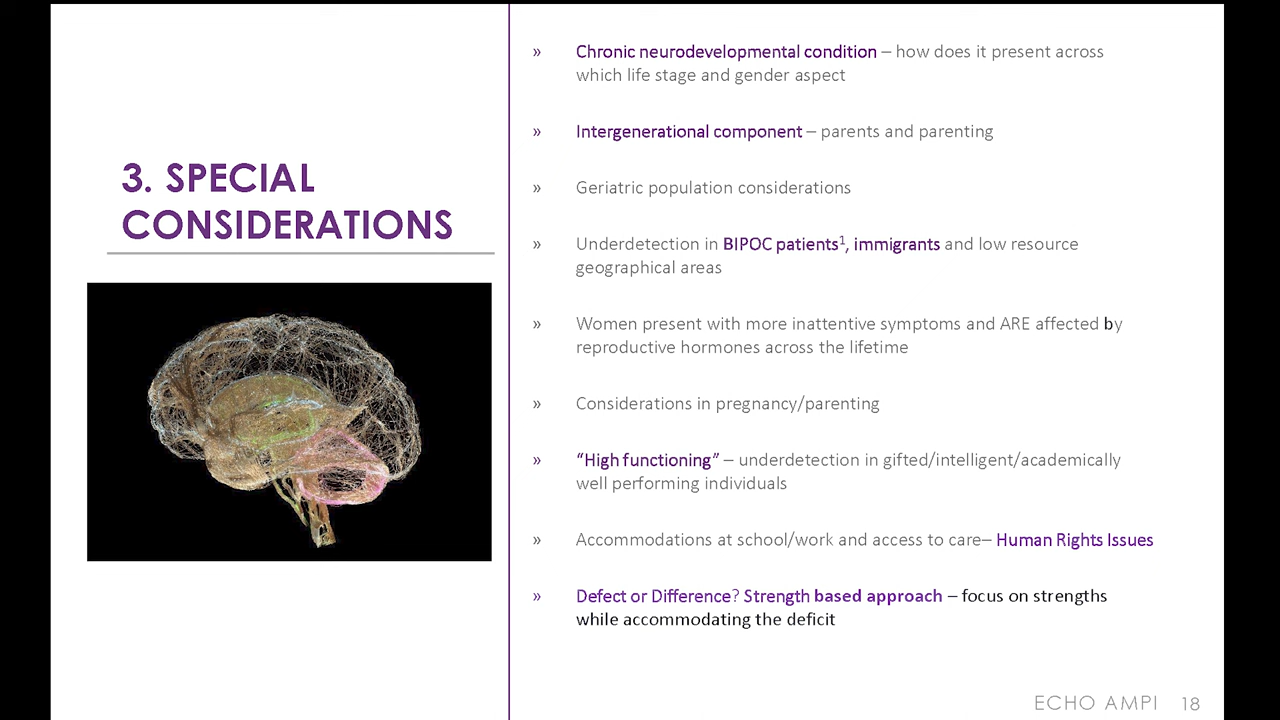 3. SPECIAL
CONSIDERATIONS
» Chronic neurodevelopmental condition – how does it present across
which life stage and gender aspect
» Intergenerational component – parents and parenting
» Geriatric population considerations
» Underdetection in BIPOC patients¹, immigrants and low resource
geographical areas
» Women present with more inattentive symptoms and ARE affected by
reproductive hormones across the lifetime
» Considerations in pregnancy/parenting
» “High functioning” – underdetection in gifted/intelligent/academically
well performing individuals
» Accommodations at school/work and access to care– Human Rights Issues
» Defect or Difference? Strength based approach – focus on strengths
while accommodating the deficit
ECHO AMPI 18